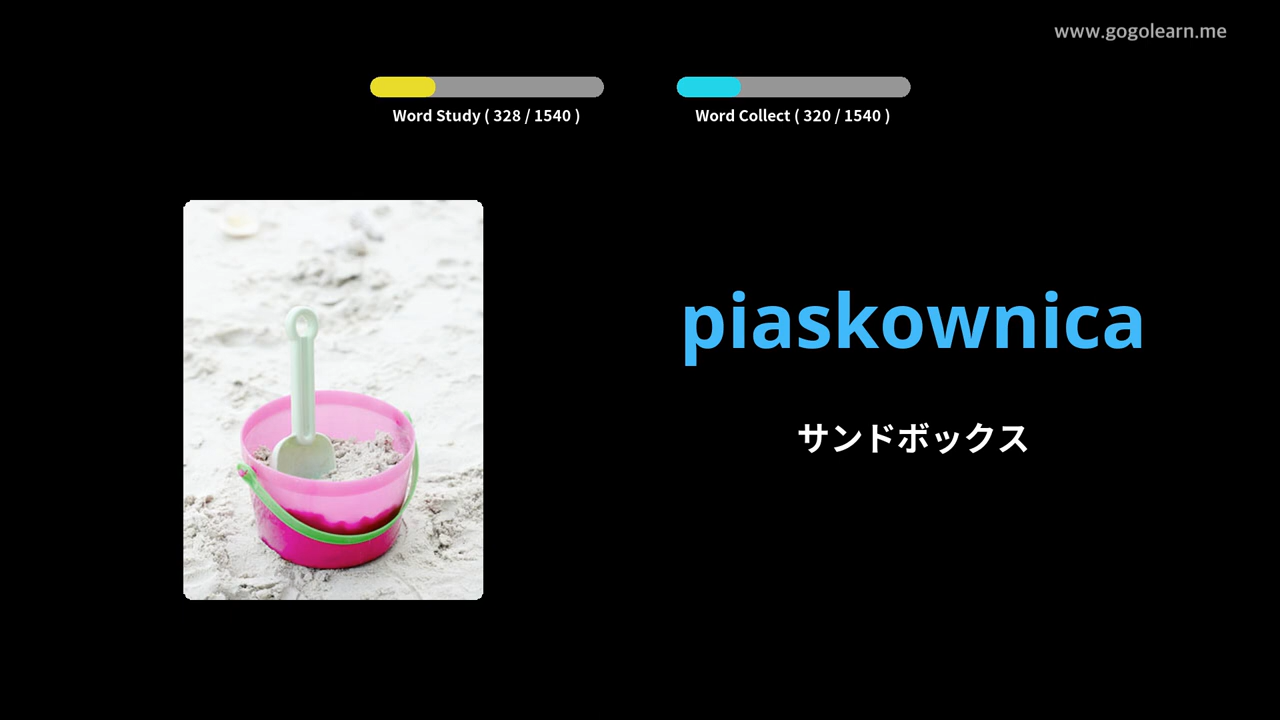 www.gogolearn.me
Word Study ( 328 / 1540 )
Word Collect ( 320 / 1540 )
piaskownica
サンドボックス